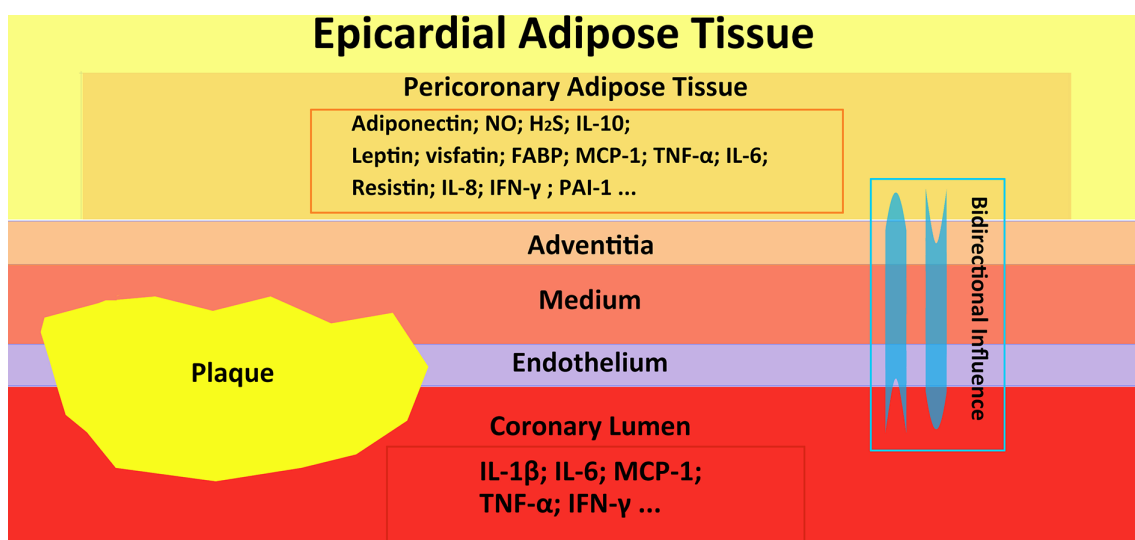 Epicardial Adipose Tissue
Pericoronary Adipose Tissue
Adiponectin; NO; H₂S; IL-10;
Leptin; visfatin; FABP; MCP-1; TNF-α; IL-6;
Resistin; IL-8; IFN-γ ; PAI-1 ...
Bidirectional Influence
Adventitia
Medium
Endothelium
Plaque
Coronary Lumen
IL-1β; IL-6; MCP-1;
TNF-α; IFN-γ ...